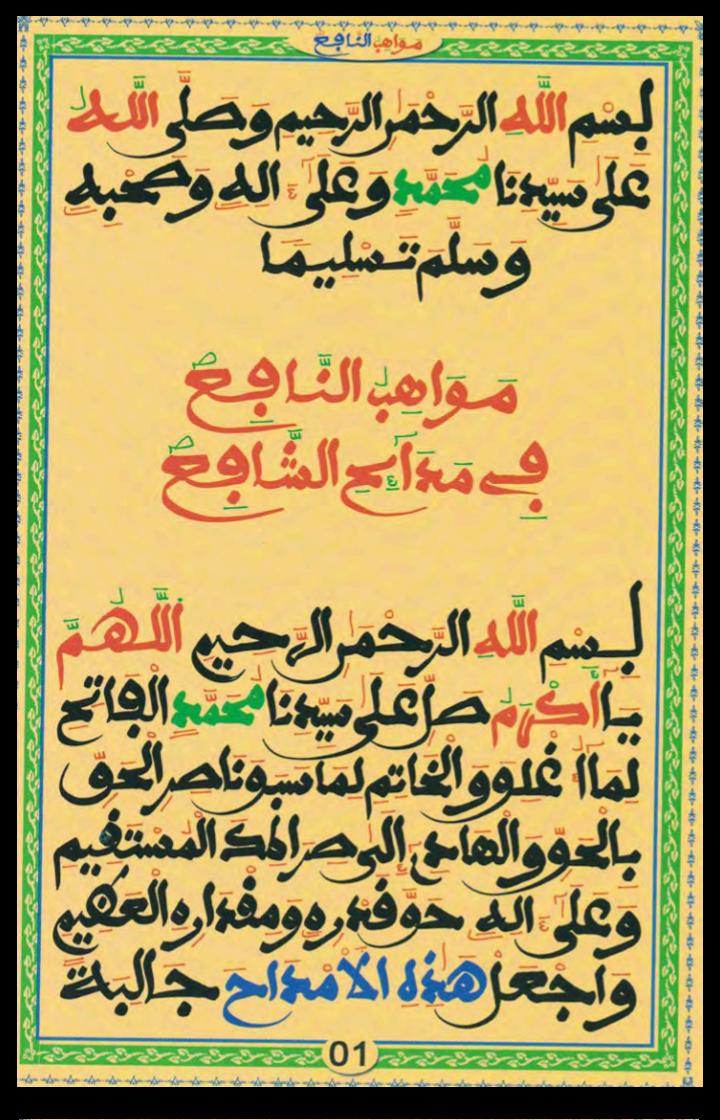 مواهب النافع
بسم الله الرحمن الرحيم وصلى الله
على سيدنا محمد وعلى ءاله وصحبه
وسلم تسليما
مواهب النافع
في مدائح الشافع
بسم الله الرحمن الرحيم اللهم
يا أكرم صل على سيدنا محمد الفاتح
لما أغلق والخاتم لما سبق ناصر الحق
بالحق والهادي إلى صراطك المستقيم
وعلى ءاله حق قدره ومقداره العظيم
واجعل هذه الامداح جالبة
01